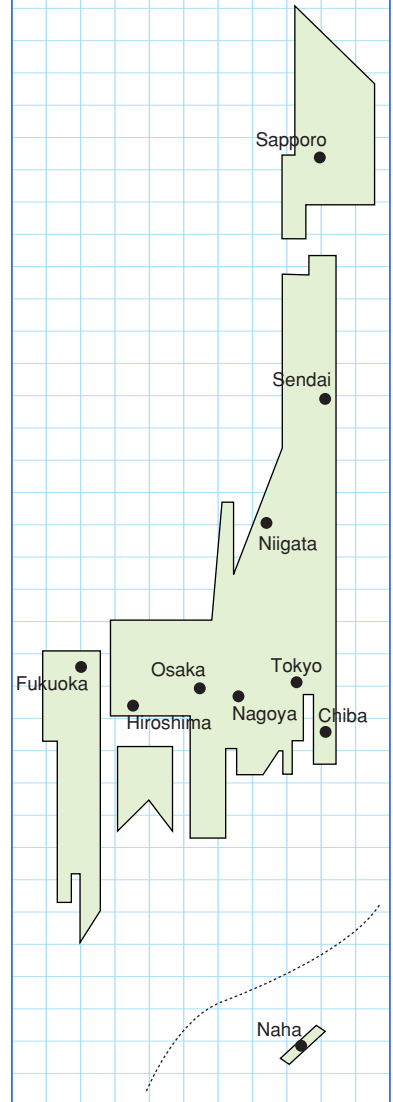 Sapporo
Sendai
Niigata
Osaka
Tokyo
Fukuoka
Nagoya
Chiba
Hiroshima
Naha